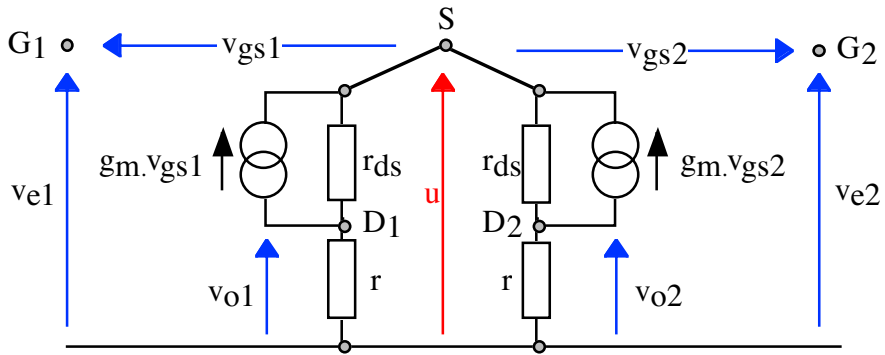 S
G1 vgs1 vgs2 G2
gm.vgs1 rds rds gm.vgs2
ve1 u ve2
D1 D2
vo1 r r vo2